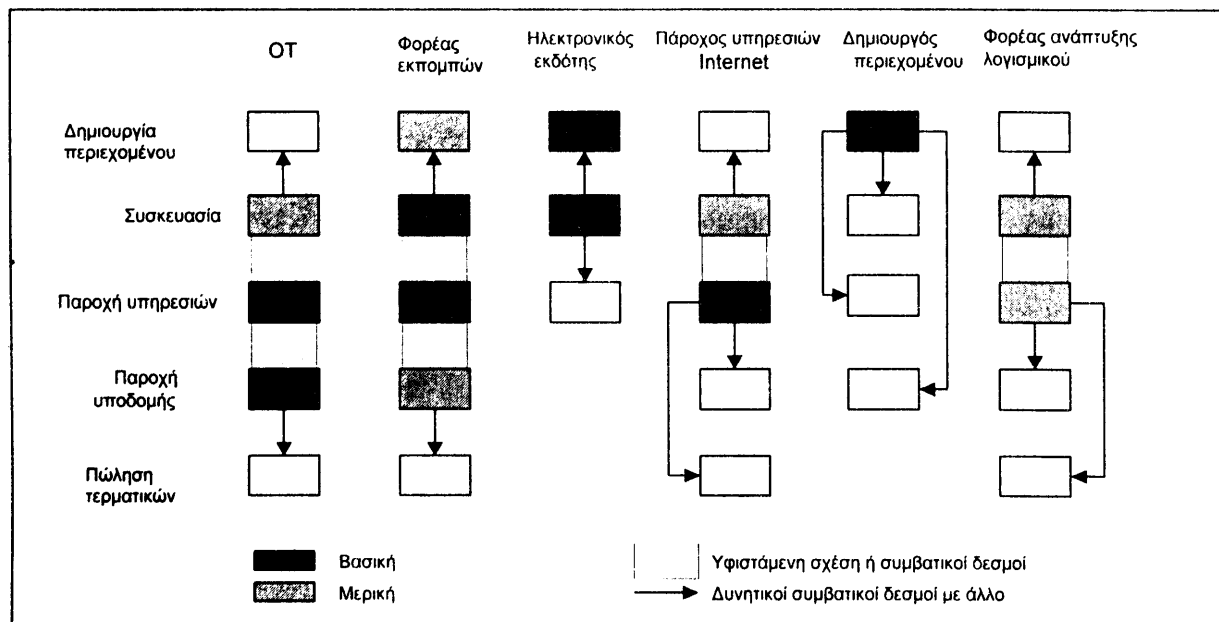 ΟΤ
Φορέας
εκπομπών
Ηλεκτρονικός
εκδότης
Πάροχος υπηρεσιών
Internet
Δημιουργός
περιεχομένου
Φορέας ανάπτυξης
λογισμικού
Δημιουργία
περιεχομένου
Συσκευασία
Παροχή υπηρεσιών
Παροχή
υποδομής
Πώληση
τερματικών
Βασική
Μερική
Υφιστάμενη σχέση ή συμβατικοί δεσμοί
Δυνητικοί συμβατικοί δεσμοί με άλλο